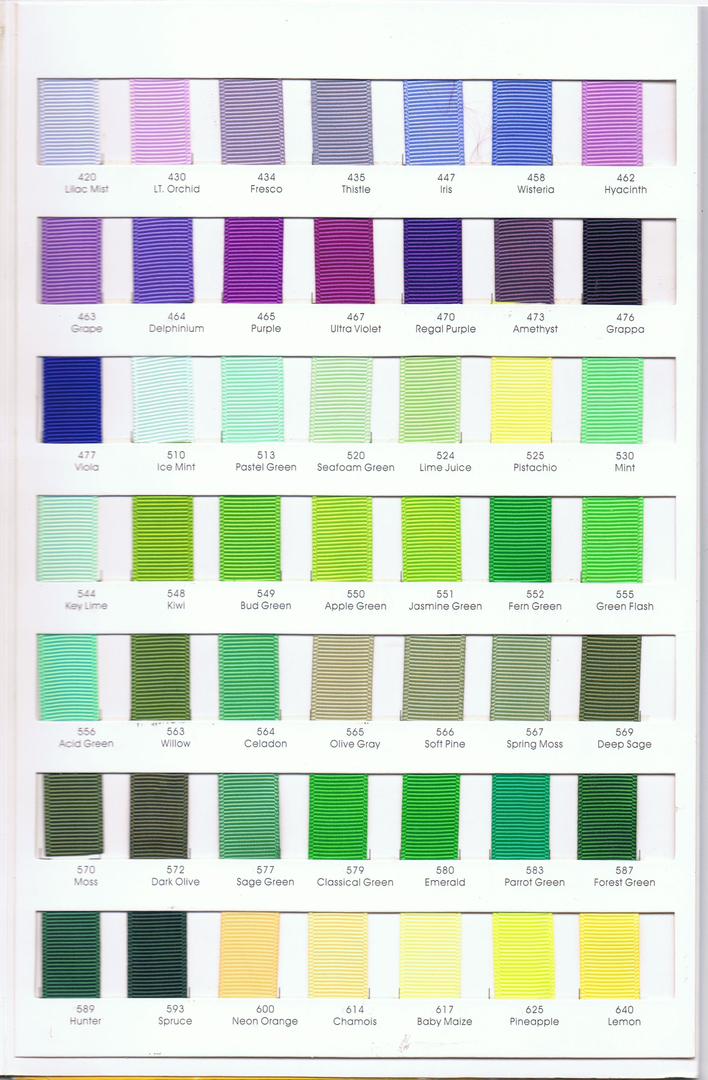 420 430 434 435 447 458 462
Lilac Mist LT. Orchid Fresco Thistle Iris Wisteria Hyacinth
463 464 465 467 470 473 476
Grape Delphinium Purple Ultra Violet Regal Purple Amethyst Grappa
477 510 513 520 524 525 530
Viola Ice Mint Pastel Green Seafoam Green Lime Juice Pistachio Mint
544 548 549 550 551 552 555
Key Lime Kiwi Bud Green Apple Green Jasmine Green Fern Green Green Flash
556 563 564 565 566 567 569
Acid Green Willow Celadon Olive Gray Soft Pine Spring Moss Deep Sage
570 572 577 579 580 583 587
Moss Dark Olive Sage Green Classical Green Emerald Parrot Green Forest Green
589 593 600 614 617 625 640
Hunter Spruce Neon Orange Chamois Baby Maize Pineapple Lemon